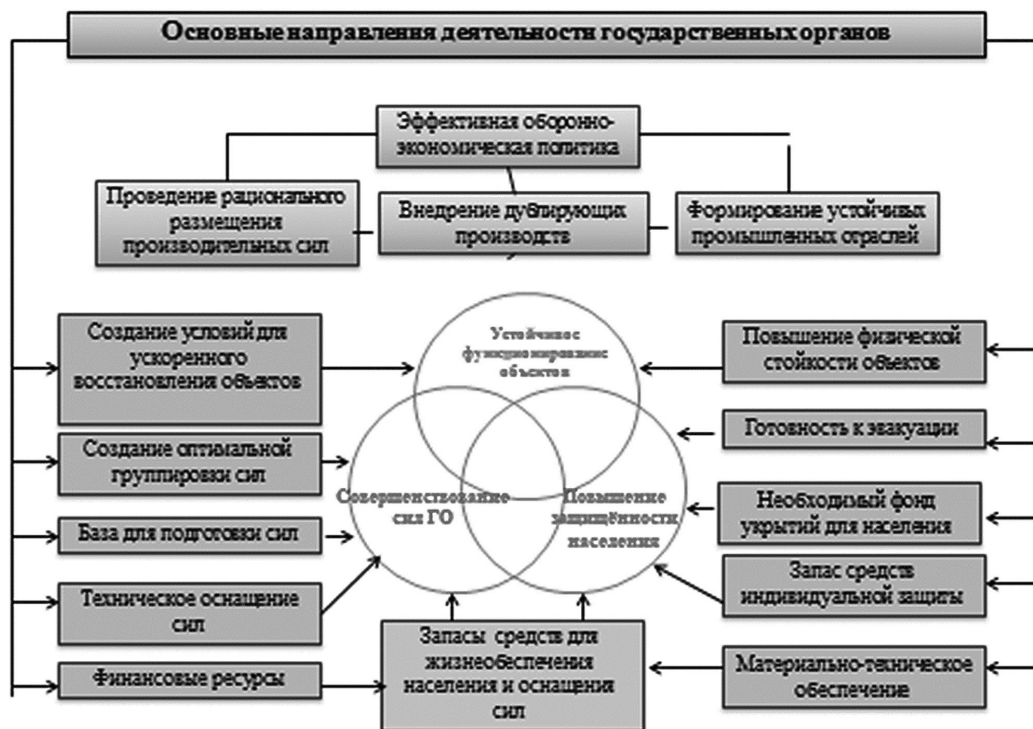 Основные направления деятельности государственных органов
Эффективная оборонно-
экономическая политика
Проведение рационального
размещения
производительных сил
Внедрение дублирующих
производств
Формирование устойчивых
промышленных отраслей
Создание условий для
ускоренного
восстановления объектов
Устойчивое
функционирование
объектов
Повышение физической
стойкости объектов
Создание оптимальной
группировки сил
Готовность к эвакуации
Совершенствование
сил ГО
Повышение
защищённости
населения
База для подготовки сил
Необходимый фонд
укрытий для населения
Техническое оснащение
сил
Запас средств
индивидуальной защиты
Финансовые ресурсы
Запасы средств для
жизнеобеспечения
населения и оснащения
сил
Материально-техническое
обеспечение